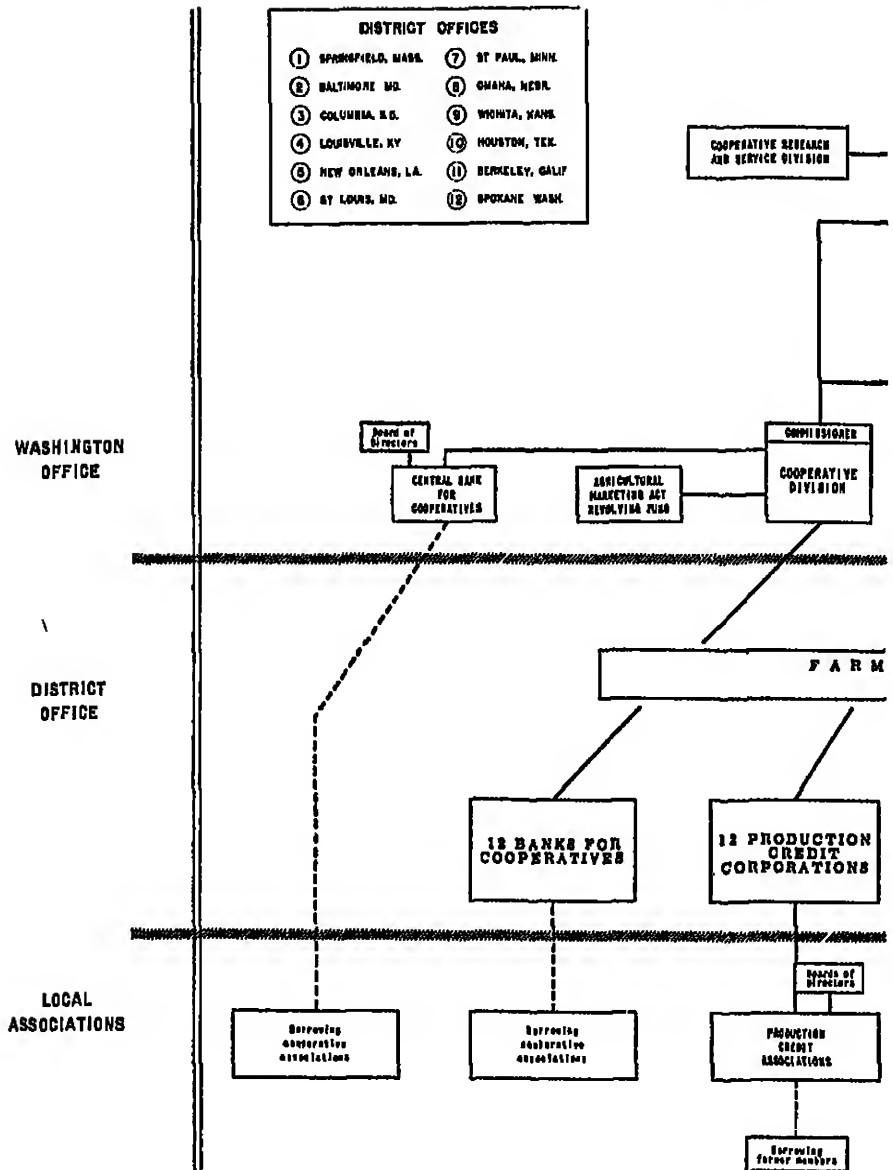 DISTRICT OFFICES
1 SPRINGFIELD, MASS.
2 BALTIMORE MD.
3 COLUMBIA, S.C.
4 LOUISVILLE, KY
5 NEW ORLEANS, LA.
6 ST LOUIS, MO.
7 ST PAUL, MINN.
8 OMAHA, NEBR.
9 WICHITA, KANS.
10 HOUSTON, TEX.
11 BERKELEY, CALIF
12 SPOKANE WASH.
COOPERATIVE RESEARCH
AND SERVICE DIVISION
WASHINGTON
OFFICE
Board of
Directors
CENTRAL BANK
FOR
COOPERATIVES
AGRICULTURAL
MARKETING ACT
REVOLVING FUND
COMMISSIONER
COOPERATIVE
DIVISION
DISTRICT
OFFICE
FARM
12 BANKS FOR
COOPERATIVES
12 PRODUCTION
CREDIT
CORPORATIONS
LOCAL
ASSOCIATIONS
Borrowing
cooperative
associations
Borrowing
cooperative
associations
Boards of
Directors
PRODUCTION
CREDIT
ASSOCIATIONS
Borrowing
farmer members